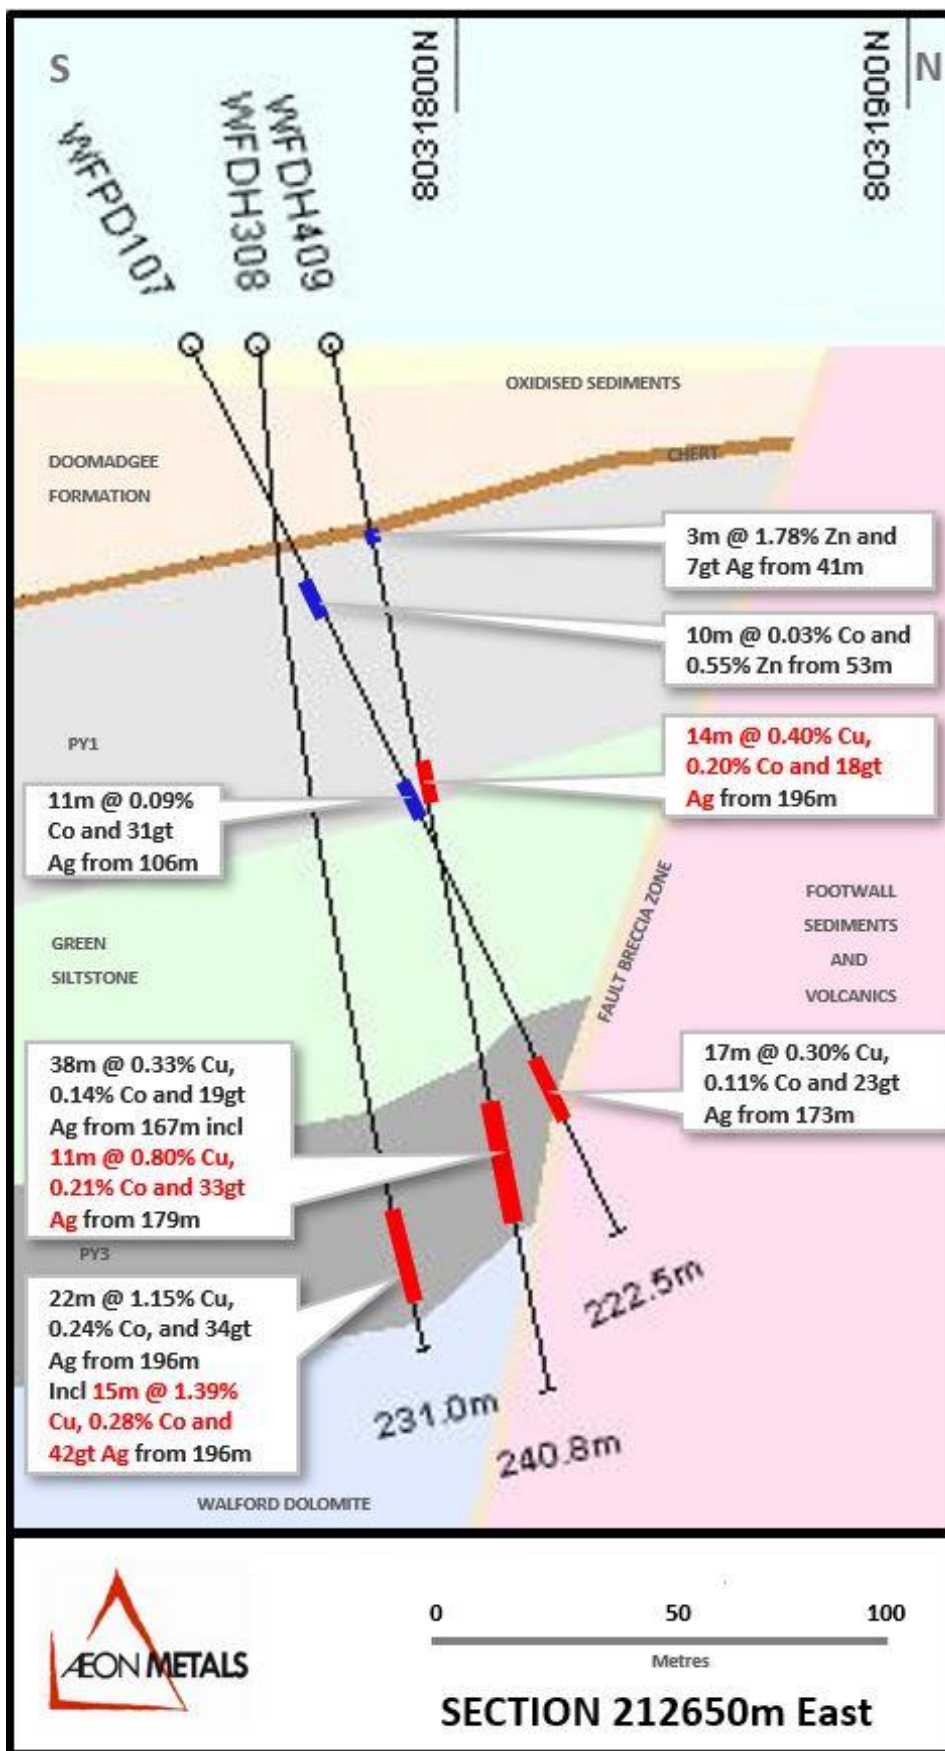 S
N
8031800N
8031900N
WFPD107
WFDH308
WFDH409
OXIDISED SEDIMENTS
DOOMADGEE
FORMATION
CHERT
3m @ 1.78% Zn and
7gt Ag from 41m
10m @ 0.03% Co and
0.55% Zn from 53m
PY1
14m @ 0.40% Cu,
0.20% Co and 18gt
Ag from 196m
11m @ 0.09%
Co and 31gt
Ag from 106m
FAULT BRECCIA ZONE
FOOTWALL
SEDIMENTS
AND
VOLCANICS
GREEN
SILTSTONE
38m @ 0.33% Cu,
0.14% Co and 19gt
Ag from 167m incl
11m @ 0.80% Cu,
0.21% Co and 33gt
Ag from 179m
17m @ 0.30% Cu,
0.11% Co and 23gt
Ag from 173m
PY3
22m @ 1.15% Cu,
0.24% Co, and 34gt
Ag from 196m
Incl 15m @ 1.39%
Cu, 0.28% Co and
42gt Ag from 196m
222.5m
231.0m
240.8m
WALFORD DOLOMITE
ÆON METALS
0 50 100
Metres
SECTION 212650m East